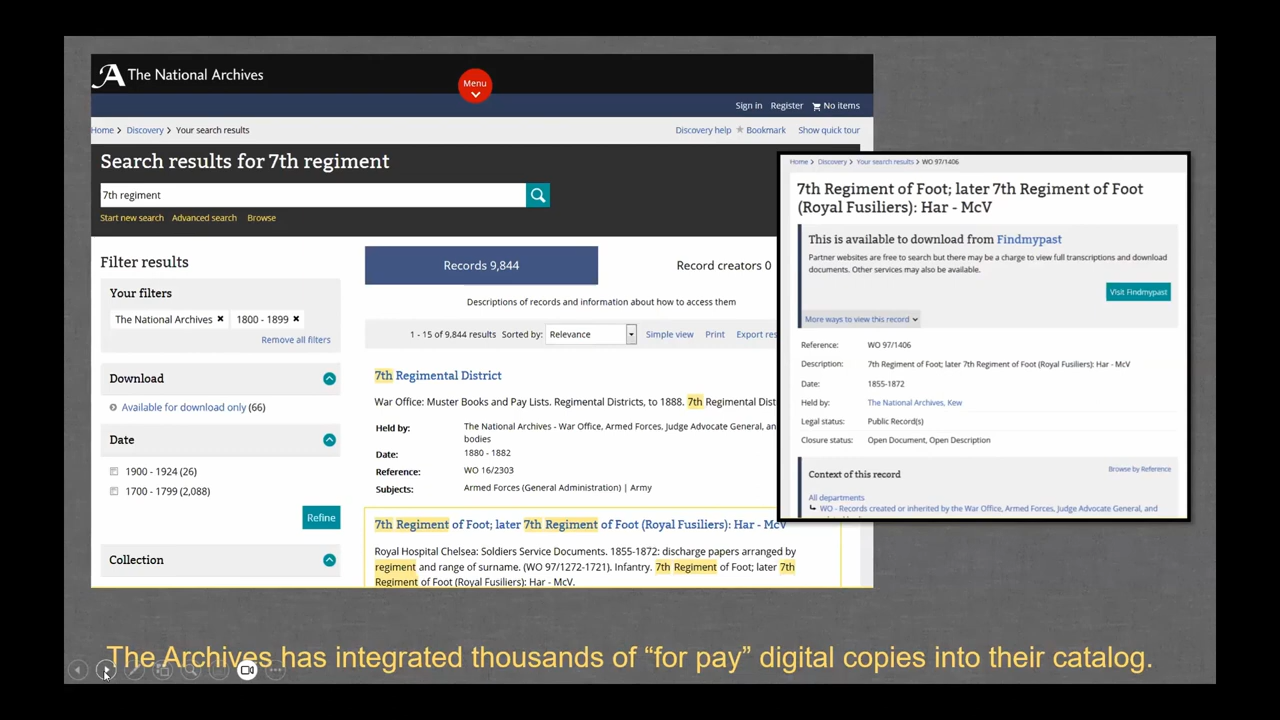 The National Archives
Menu
Sign in Register No items
Home > Discovery > Your search results
Discovery help Bookmark Show quick tour
Search results for 7th regiment
7th regiment
Start new search Advanced search Browse
Filter results
Your filters
The National Archives × 1800 - 1899 ×
Remove all filters
Download
Available for download only (66)
Date
1900 - 1924 (26)
1700 - 1799 (2,088)
Refine
Collection
Records 9,844
Record creators 0
Descriptions of records and information about how to access them
1 - 15 of 9,844 results Sorted by: Relevance Simple view Print Export res
7th Regimental District
War Office: Muster Books and Pay Lists. Regimental Districts, to 1888. 7th Regimental Dist
Held by: The National Archives - War Office, Armed Forces, Judge Advocate General, an
bodies
Date: 1880 - 1882
Reference: WO 16/2303
Subjects: Armed Forces (General Administration) | Army
7th Regiment of Foot; later 7th Regiment of Foot (Royal Fusiliers): Har - McV
Royal Hospital Chelsea: Soldiers Service Documents. 1855-1872: discharge papers arranged by
regiment and range of surname. (WO 97/1272-1721). Infantry. 7th Regiment of Foot; later 7th
Regiment of Foot (Royal Fusiliers): Har - McV.
Home > Discovery > Your search results > WO 97/1406
7th Regiment of Foot; later 7th Regiment of Foot
(Royal Fusiliers): Har - McV
This is available to download from Findmypast
Partner websites are free to search but there may be a charge to view full transcriptions and download
documents. Other services may also be available.
Visit Findmypast
More ways to view this record
Reference: WO 97/1406
Description: 7th Regiment of Foot; later 7th Regiment of Foot (Royal Fusiliers): Har - McV
Date: 1855-1872
Held by: The National Archives, Kew
Legal status: Public Record(s)
Closure status: Open Document, Open Description
Context of this record
Browse by Reference
All departments
WO - Records created or inherited by the War Office, Armed Forces, Judge Advocate General, and
The Archives has integrated thousands of “for pay” digital copies into their catalog.